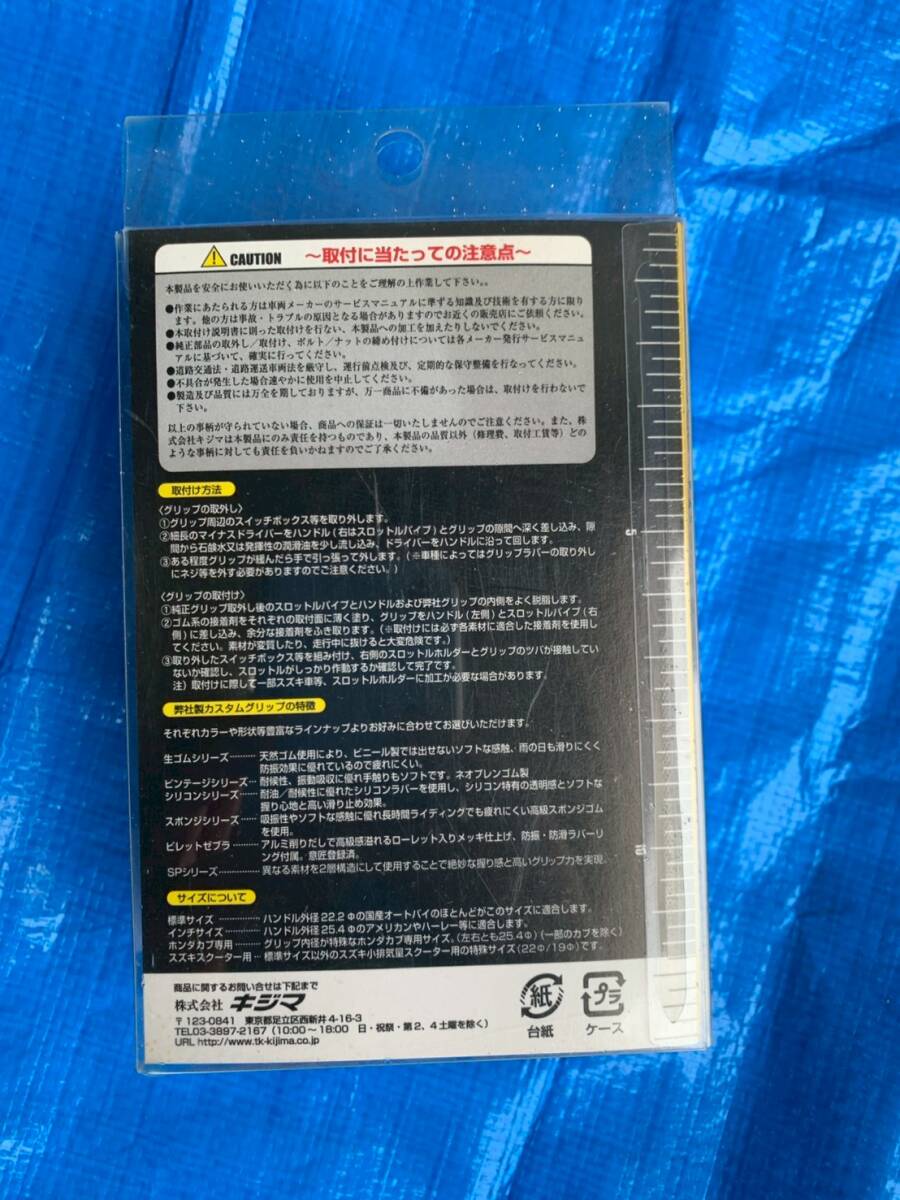 CAUTION ～取付に当たっての注意点～
本製品を安全にお使いいただく為に以下のことをご理解の上作業して下さい。。
●作業にあたられる方は車両メーカーのサービスマニュアルに準ずる知識及び技術を有する方に限り
ます。他の方は事故・トラブルの原因となる場合がありますのでお近くの販売店にご依頼ください。
●本取付け説明書に則った取付けを行ない、本製品への加工を加えたりしないでください。
●純正部品の取外し／取付け、ボルト／ナットの締め付けについては各メーカー発行サービスマニュ
アルに基づいて、確実に行ってください。
●道路交通法・道路運送車両法を厳守し、運行前点検及び、定期的な保守整備を行なってください。
●不具合が発生した場合速やかに使用を中止してください。
●製造及び品質には万全を期しておりますが、万一商品に不備があった場合は、取付けを行わないで
下さい。
以上の事柄が守られていない場合、商品への保証は一切いたしませんのでご注意ください。また、株
式会社キジマは本製品にのみ責任を持つものであり、本製品の品質以外（修理費、取付工賃等）どの
ような事柄に対しても責任を負いかねますのでご了承ください。
取付け方法
〈グリップの取外し〉
①グリップ周辺のスイッチボックス等を取り外します。
②細長のマイナスドライバーをハンドル（右はスロットルパイプ）とグリップの隙間へ深く差し込み、隙
間から石鹸水又は発揮性の潤滑油を少し流し込み、ドライバーをハンドルに沿って回します。
③ある程度グリップが緩んだら手で引っ張って外します。（※車種によってはグリップラバーの取り外し
にネジ等を外す必要がありますのでご注意ください。）
〈グリップの取付け〉
①純正グリップ取外し後のスロットルパイプとハンドルおよび弊社グリップの内側をよく脱脂します。
②ゴム系の接着剤をそれぞれの取付面に薄く塗り、グリップをハンドル（左側）とスロットルパイプ（右
側）に差し込み、余分な接着剤をふき取ります。（※取付けには必ず各素材に適合した接着剤を使用し
てください。素材が変質したり、走行中に抜けると大変危険です。）
③取り外したスイッチボックス等を組み付け、右側のスロットルホルダーとグリップのツバが接触してい
ないか確認し、スロットルがしっかり作動するか確認して完了です。
注）取付けに際して一部スズキ車等、スロットルホルダーに加工が必要な場合があります。
弊社製カスタムグリップの特徴
それぞれカラーや形状等豊富なラインナップよりお好みに合わせてお選びいただけます。
生ゴムシリーズ………天然ゴム使用により、ビニール製では出せないソフトな感触、雨の日も滑りにくく
防振効果に優れているので疲れにくい。
ビンテージシリーズ…耐候性、振動吸収に優れ手触りもソフトです。ネオプレンゴム製
シリコンシリーズ……耐油／耐候性に優れたシリコンラバーを使用し、シリコン特有の透明感とソフトな
握り心地と高い滑り止め効果。
スポンジシリーズ……吸振性やソフトな感触に優れ長時間ライディングでも疲れにくい高級スポンジゴム
を使用。
ビレットゼブラ………アルミ削りだしで高級感溢れるローレット入りメッキ仕上げ、防振・防滑ラバーリ
ング付属。意匠登録済。
SPシリーズ…………異なる素材を2層構造にして使用することで絶妙な握り感と高いグリップ力を実現。
サイズについて
標準サイズ…………ハンドル外径22.2Φの国産オートバイのほとんどがこのサイズに適合します。
インチサイズ………ハンドル外径25.4Φのアメリカンやハーレー等に適合します。
ホンダカブ専用……グリップ内径が特殊なホンダカブ専用サイズ。（左右とも25.4Φ）（一部のカブを除く）
スズキスクーター用…標準サイズ以外のスズキ小排気量スクーター用の特殊サイズ（22Φ/19Φ）です。
商品に関するお問い合せは下記まで
株式会社 キジマ
〒123-0841 東京都足立区西新井4-16-3
TEL03-3897-2167（10:00〜18:00 日・祝祭・第2、4土曜を除く）
URL http://www.tk-kijima.co.jp
紙
台紙
プラ
ケース
5
10